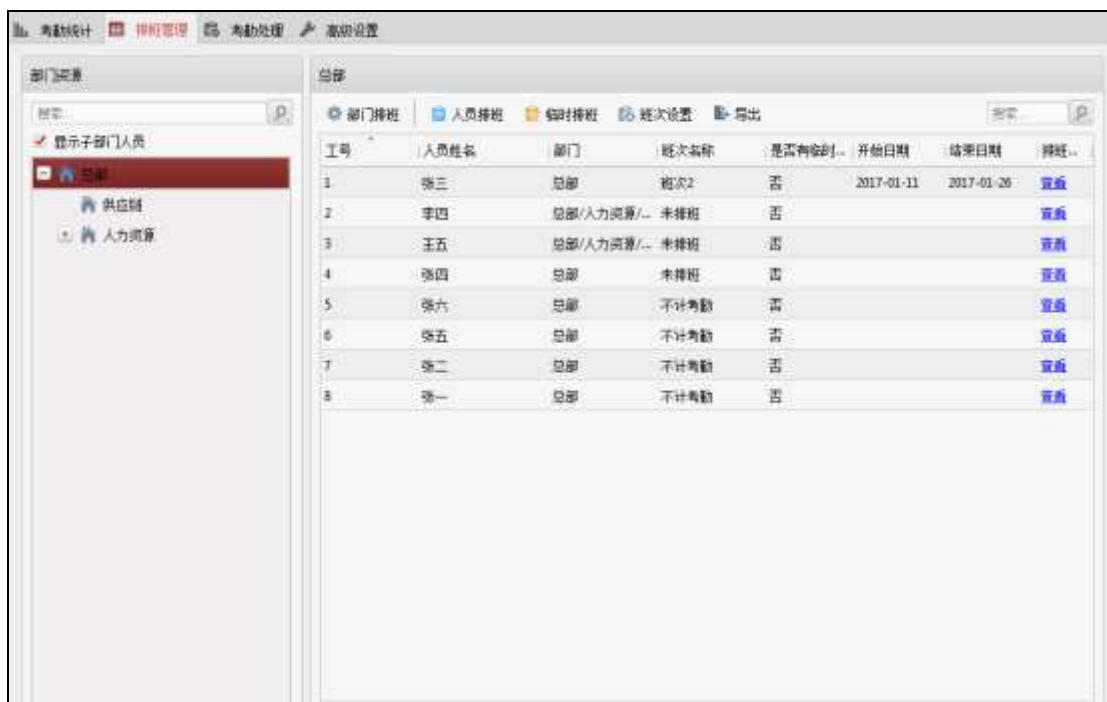 考勤统计 排班管理 考勤处理 高级设置
部门资源
搜索...
显示子部门人员
总部
供应链
人力资源
总部
部门排班 人员排班 临时排班 班次设置 导出 搜索...
工号 人员姓名 部门 班次名称 是否有临时... 开始日期 结束日期 排班...
1 张三 总部 班次2 否 2017-01-11 2017-01-26 查看
2 李四 总部/人力资源/... 未排班 否 查看
3 王五 总部/人力资源/... 未排班 否 查看
4 张四 总部 未排班 否 查看
5 张六 总部 不计考勤 否 查看
6 张五 总部 不计考勤 否 查看
7 张二 总部 不计考勤 否 查看
8 张一 总部 不计考勤 否 查看